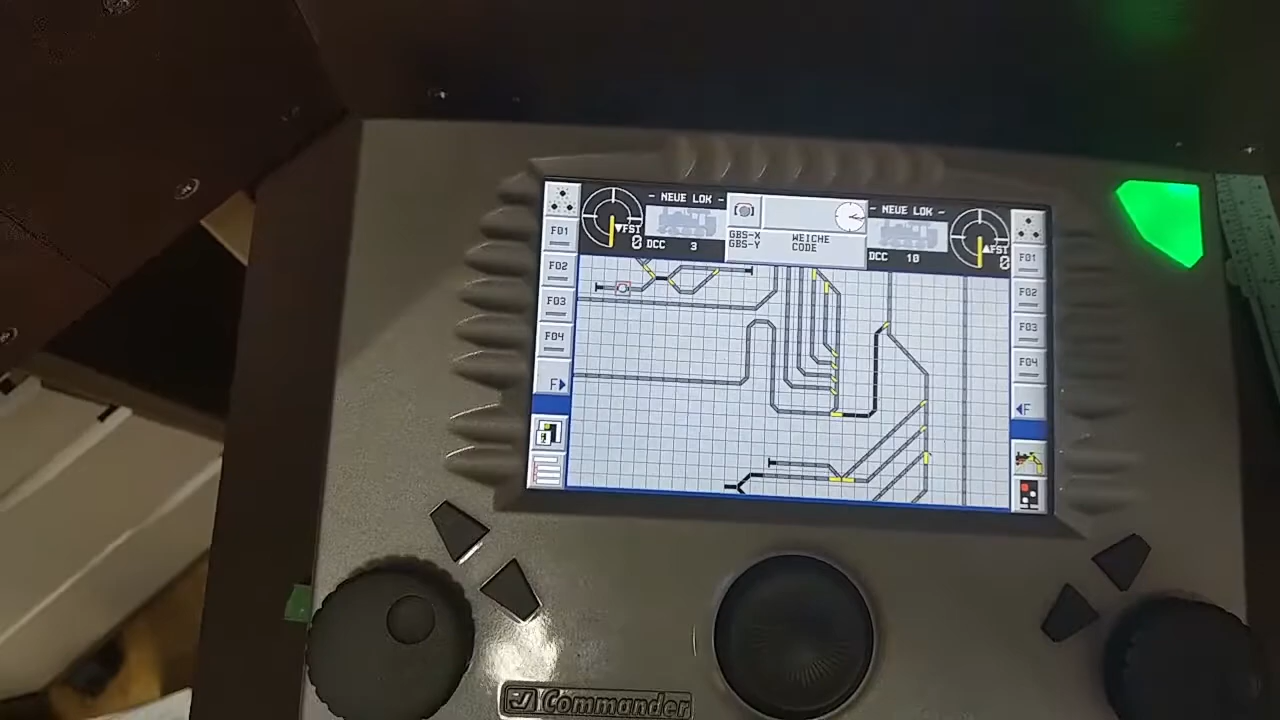 - NEUE LOK -
FST
0
DCC 3
GBS-X
GBS-Y
WEICHE
CODE
- NEUE LOK -
FST
0
DCC 10
F01
F02
F03
F04
F
F01
F02
F03
F04
F
Commander